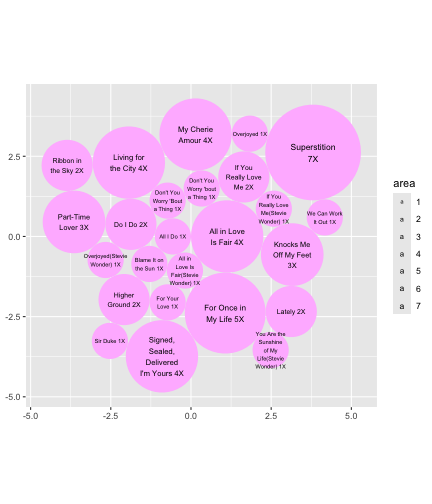 My Cherie
Amour 4X
Overjoyed 1X
Superstition
7X
Ribbon in
the Sky 2X
Living for
the City 4X
If You
Really Love
Me 2X
Don't You
Worry 'bout
a Thing 1X
Don't You
Worry 'Bout
a Thing 1X
If You
Really Love
Me(Stevie
Wonder) 1X
We Can Work
It Out 1X
Part-Time
Lover 3X
Do I Do 2X
All I Do 1X
All in Love
Is Fair 4X
Knocks Me
Off My Feet
3X
Overjoyed(Stevie
Wonder) 1X
Blame It on
the Sun 1X
All in
Love Is
Fair(Stevie
Wonder) 1X
Higher
Ground 2X
For Your
Love 1X
For Once in
My Life 5X
Lately 2X
Sir Duke 1X
Signed,
Sealed,
Delivered
I'm Yours 4X
You Are the
Sunshine
of My
Life(Stevie
Wonder) 1X
2.5
0.0
-2.5
-5.0
-5.0 -2.5 0.0 2.5 5.0
area
a 1
a 2
a 3
a 4
a 5
a 6
a 7